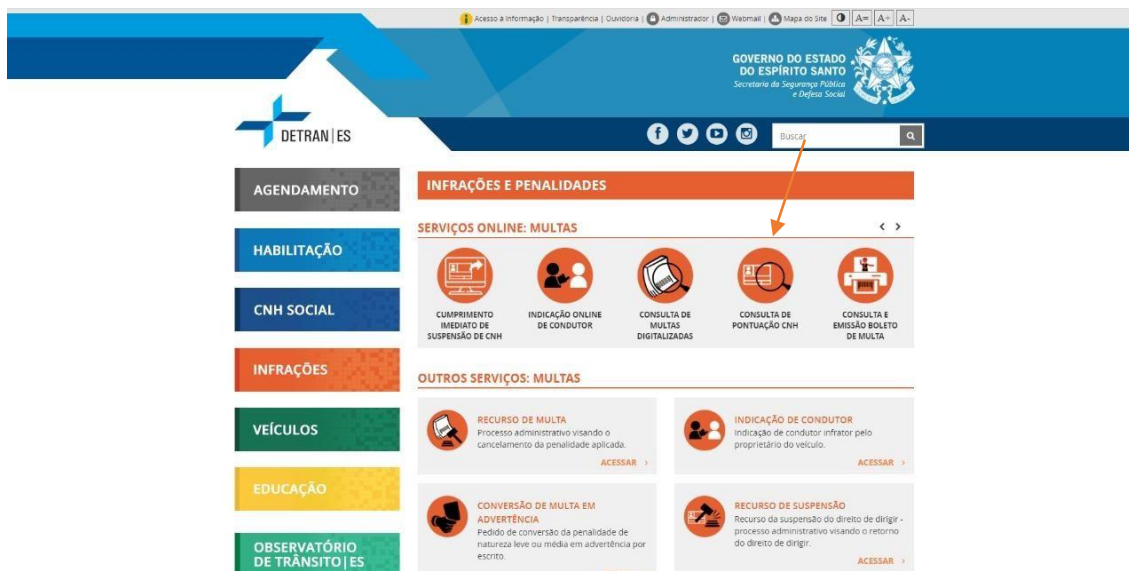 Acesso à Informação | Transparência | Ouvidoria | Administrador | Webmail | Mapa do Site A= A+ A-
GOVERNO DO ESTADO
DO ESPÍRITO SANTO
Secretaria da Segurança Pública
e Defesa Social
DETRAN|ES
Buscar
AGENDAMENTO
HABILITAÇÃO
CNH SOCIAL
INFRAÇÕES
VEÍCULOS
EDUCAÇÃO
OBSERVATÓRIO
DE TRÂNSITO|ES
INFRAÇÕES E PENALIDADES
SERVIÇOS ONLINE: MULTAS
CUMPRIMENTO
IMEDIATO DE
SUSPENSÃO DE CNH
INDICAÇÃO ONLINE
DE CONDUTOR
CONSULTA DE
MULTAS
DIGITALIZADAS
CONSULTA DE
PONTUAÇÃO CNH
CONSULTA E
EMISSÃO BOLETO
DE MULTA
OUTROS SERVIÇOS: MULTAS
RECURSO DE MULTA
Processo administrativo visando o
cancelamento da penalidade aplicada.
ACESSAR
INDICAÇÃO DE CONDUTOR
Indicação de condutor infrator pelo
proprietário do veículo.
ACESSAR
CONVERSÃO DE MULTA EM
ADVERTÊNCIA
Pedido de conversão da penalidade de
natureza leve ou média em advertência por
escrito.
RECURSO DE SUSPENSÃO
Recurso da suspensão do direito de dirigir -
processo administrativo visando o retorno
do direito de dirigir.
ACESSAR